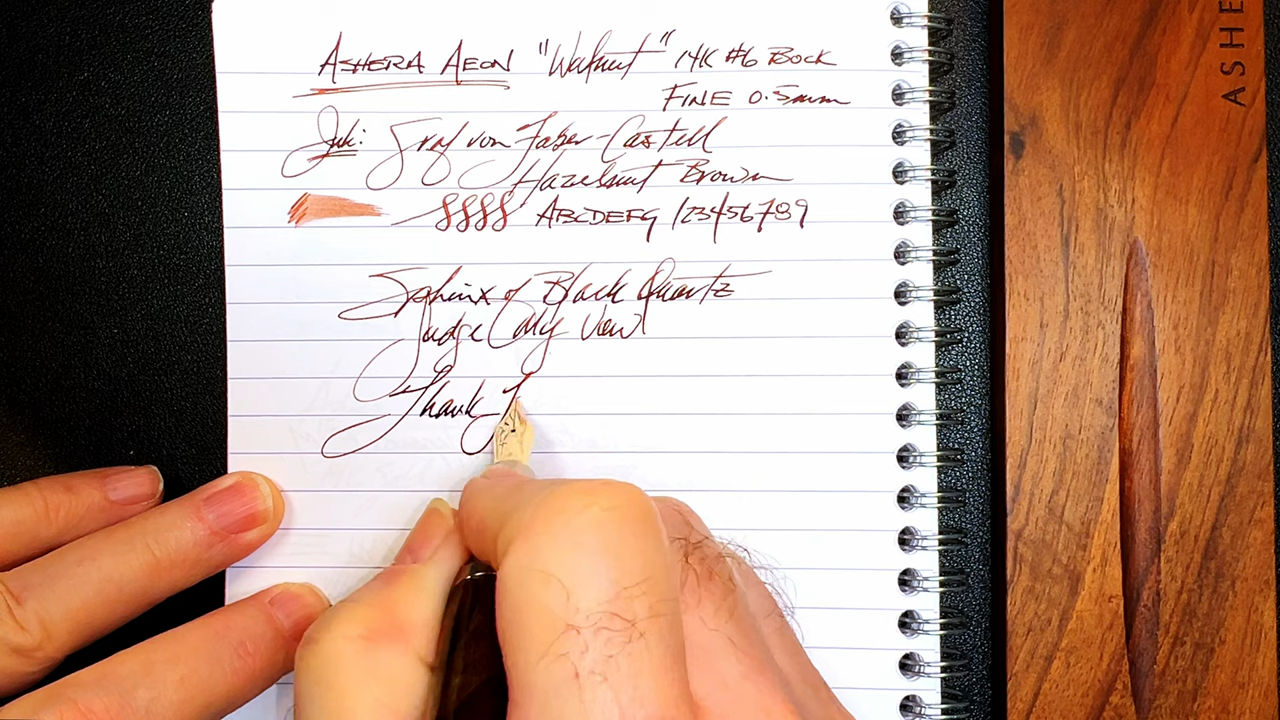 ASHERA AEON "Walnut" 14K #6 BOCK
FINE 0.5mm
Ink: Graf von Faber-Castell
Hazelnut Brown
ABCDEFG 123456789
Sphinx of Black Quartz
Judge My Vow
Thank
ASHE